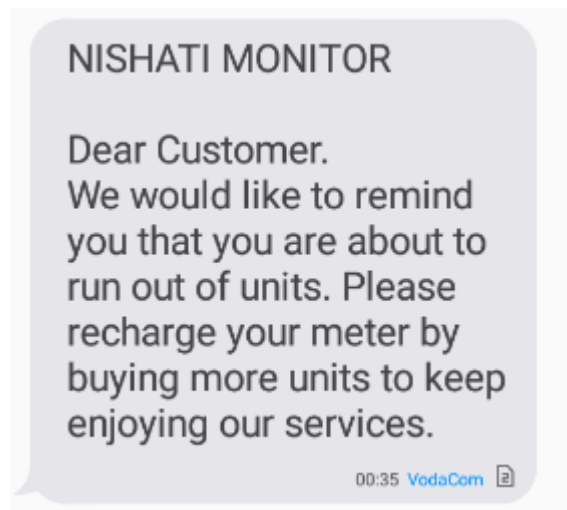 NISHATI MONITOR
Dear Customer.
We would like to remind
you that you are about to
run out of units. Please
recharge your meter by
buying more units to keep
enjoying our services.
00:35 VodaCom 2